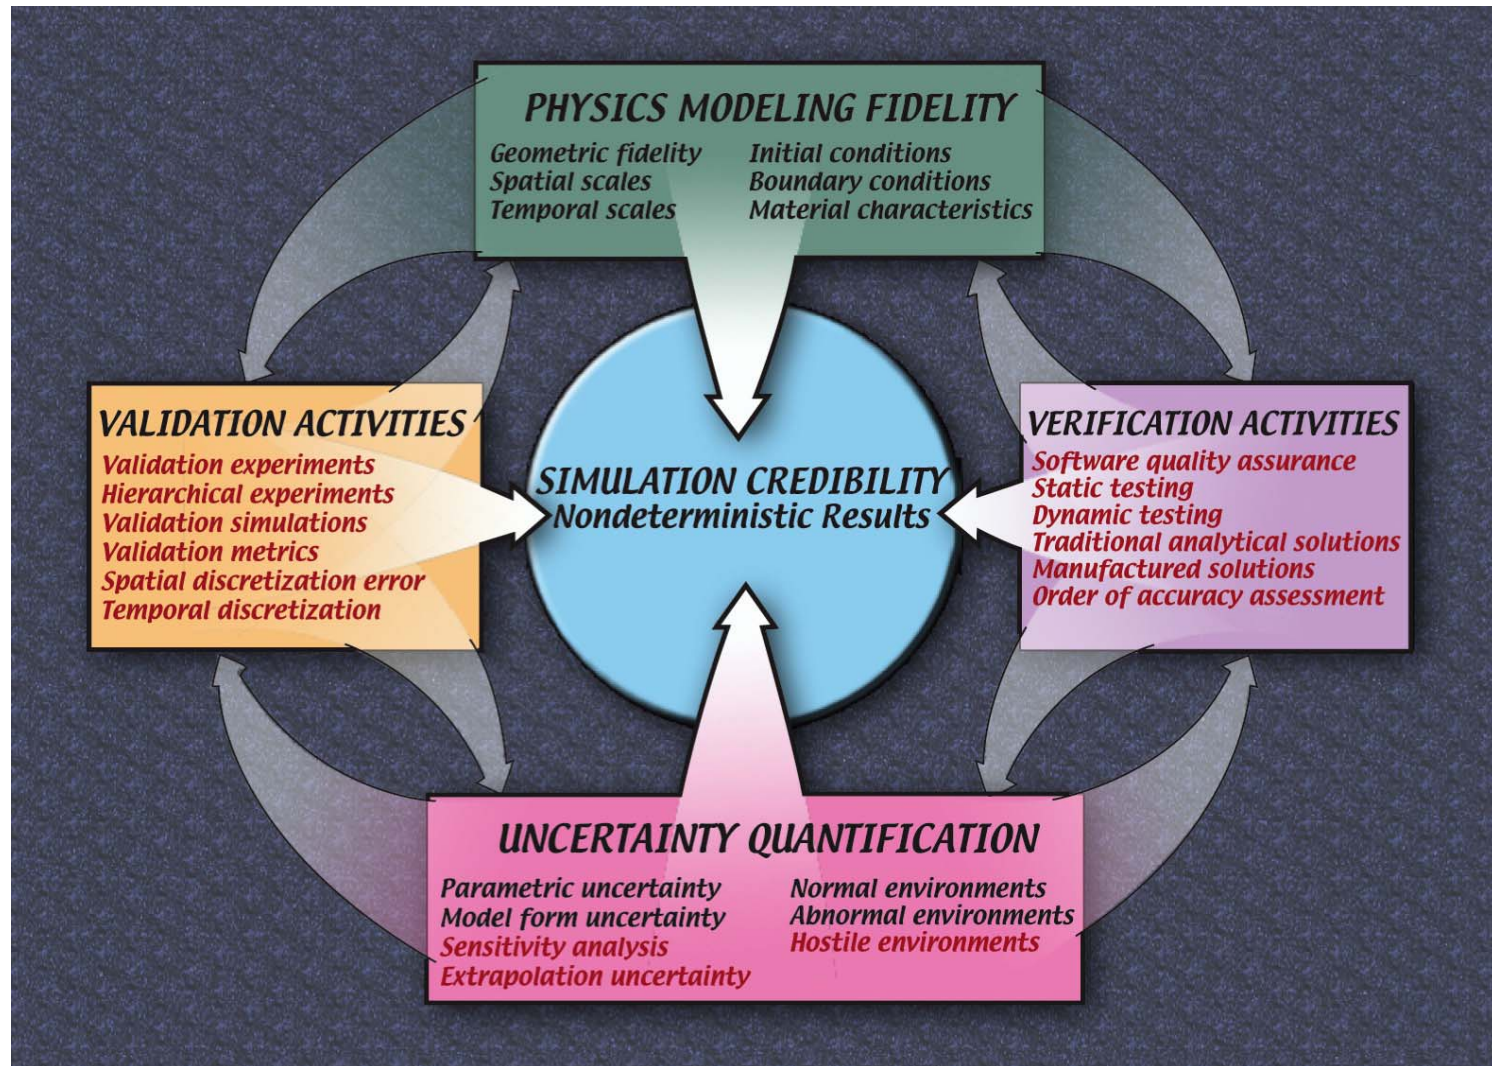 PHYSICS MODELING FIDELITY
Geometric fidelity
Spatial scales
Temporal scales
Initial conditions
Boundary conditions
Material characteristics
VALIDATION ACTIVITIES
Validation experiments
Hierarchical experiments
Validation simulations
Validation metrics
Spatial discretization error
Temporal discretization
SIMULATION CREDIBILITY
Nondeterministic Results
VERIFICATION ACTIVITIES
Software quality assurance
Static testing
Dynamic testing
Traditional analytical solutions
Manufactured solutions
Order of accuracy assessment
UNCERTAINTY QUANTIFICATION
Parametric uncertainty
Model form uncertainty
Sensitivity analysis
Extrapolation uncertainty
Normal environments
Abnormal environments
Hostile environments